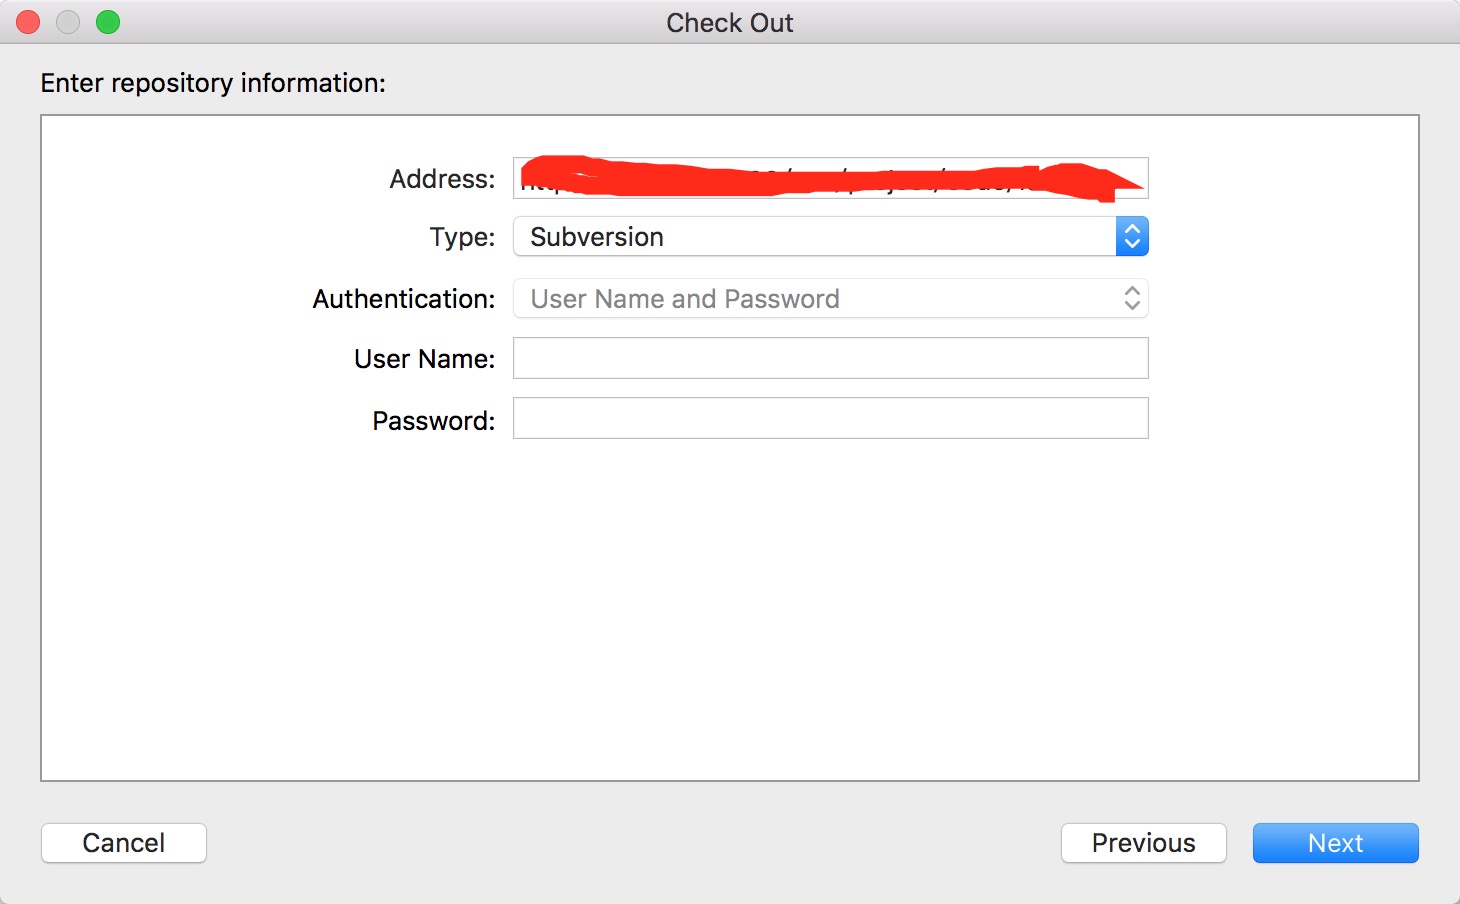 Check Out
Enter repository information:
Address:
Type: Subversion
Authentication: User Name and Password
User Name:
Password:
Cancel Previous Next